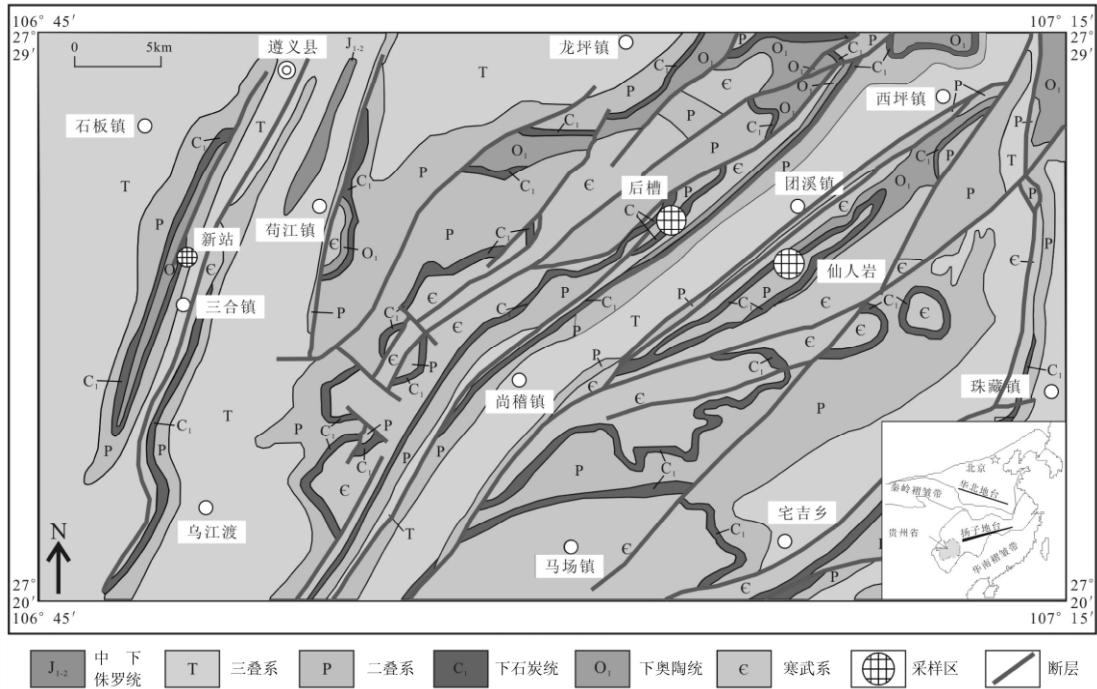 106° 45′
107° 15′
27°
29′
27°
29′
0 5km
遵义县
J₁₋₂
龙坪镇
石板镇
西坪镇
后槽
团溪镇
苟江镇
新站
仙人岩
三合镇
尚稽镇
珠藏镇
乌江渡
宅吉乡
马场镇
N
北京
秦岭褶皱带
华北地台
贵州省
扬子地台
华南褶皱带
27°
20′
27°
20′
106° 45′
107° 15′
J₁₋₂ 中 下
侏罗统
T 三叠系
P 二叠系
C₁ 下石炭统
O₁ 下奥陶统
Є 寒武系
采样区
断层